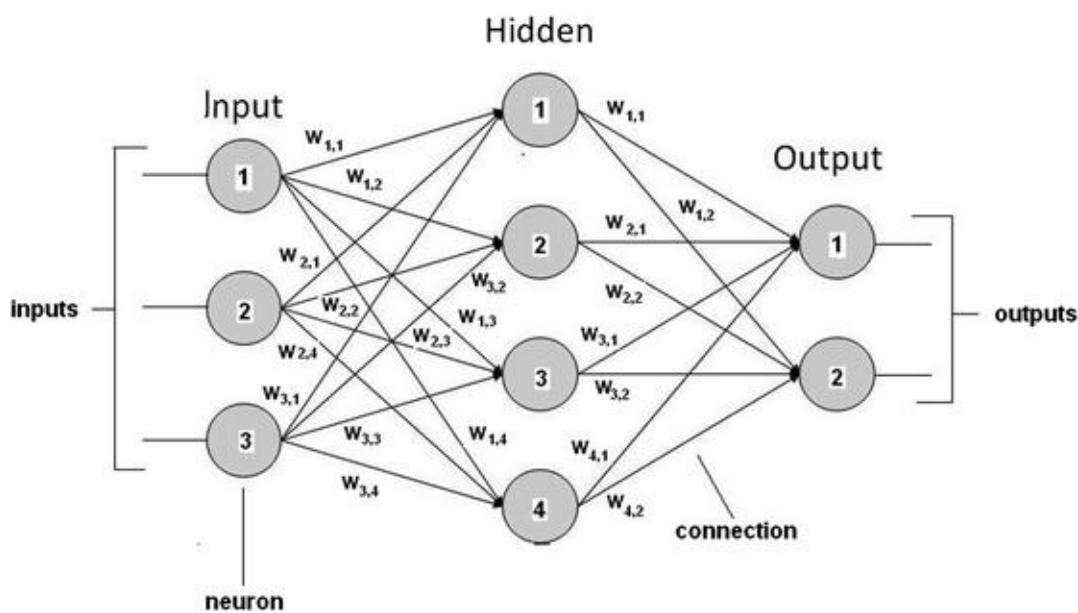 Hidden
Input
Output
inputs
1
2
3
W1,1
W1,2
W2,1
W2,2
W3,2
W1,3
W2,3
W2,4
W3,1
W3,3
W1,4
W3,4
1
2
3
4
W1,1
W1,2
W2,1
W2,2
W3,1
W3,2
W4,1
W4,2
1
2
outputs
connection
neuron